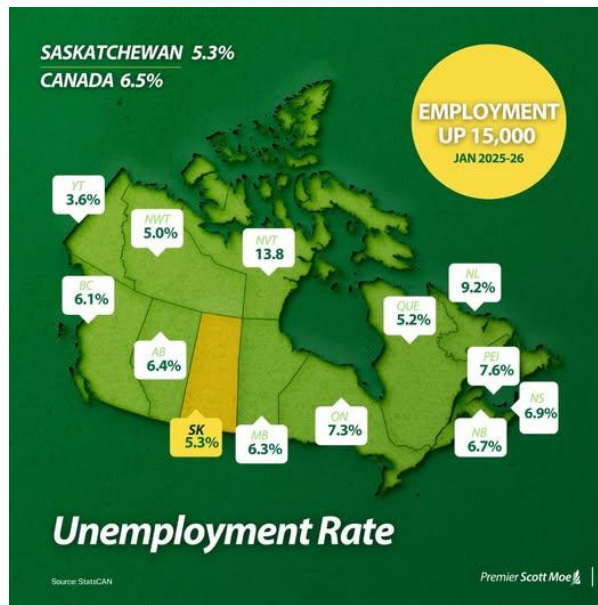 SASKATCHEWAN 5.3%
CANADA 6.5%
EMPLOYMENT
UP 15,000
JAN 2025-26
YT
3.6%
NWT
5.0%
NVT
13.8
BC
6.1%
AB
6.4%
SK
5.3%
MB
6.3%
ON
7.3%
QUE
5.2%
NL
9.2%
PEI
7.6%
NS
6.9%
NB
6.7%
Unemployment Rate
Source: StatsCAN
Premier Scott Moe